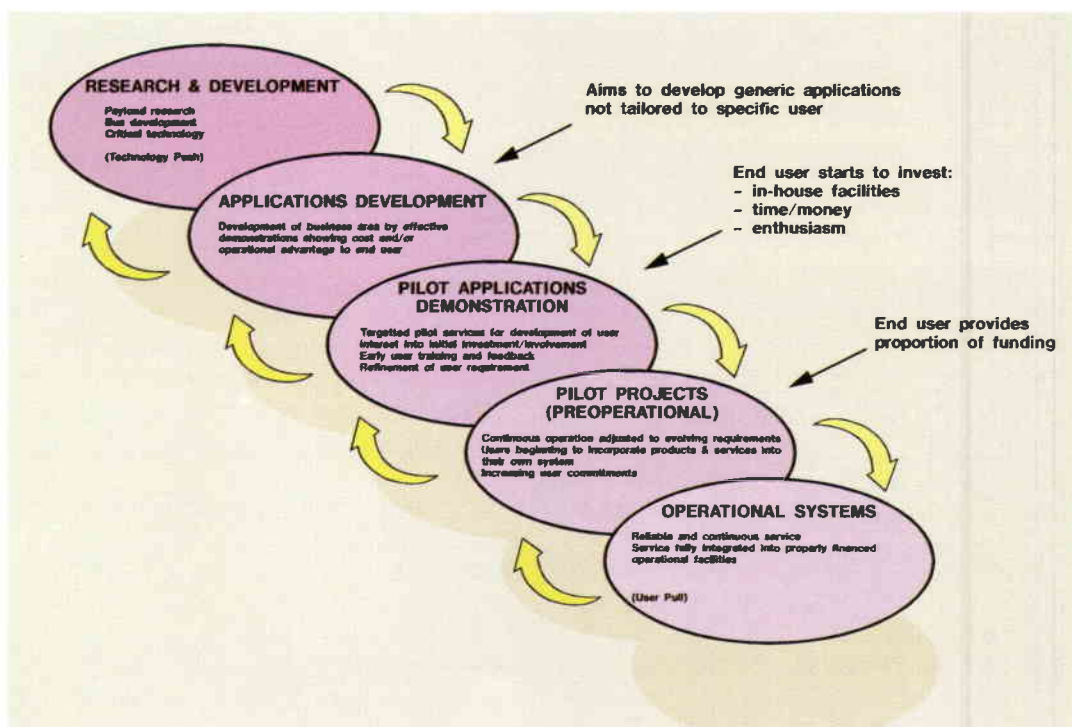 RESEARCH & DEVELOPMENT
Payload research
Bus development
Critical technology
(Technology Push)
Aims to develop generic applications
not tailored to specific user
APPLICATIONS DEVELOPMENT
Development of business area by effective
demonstrations showing cost and/or
operational advantage to end user
End user starts to invest:
- in-house facilities
- time/money
- enthusiasm
PILOT APPLICATIONS
DEMONSTRATION
Targetted pilot services for development of user
interest into initial investment/involvement
Early user training and feedback
Refinement of user requirement
End user provides
proportion of funding
PILOT PROJECTS
(PREOPERATIONAL)
Continuous operation adjusted to evolving requirements
Users beginning to incorporate products & services into
their own system
Increasing user commitments
OPERATIONAL SYSTEMS
Reliable and continuous service
Service fully integrated into properly financed
operational facilities
(User Pull)